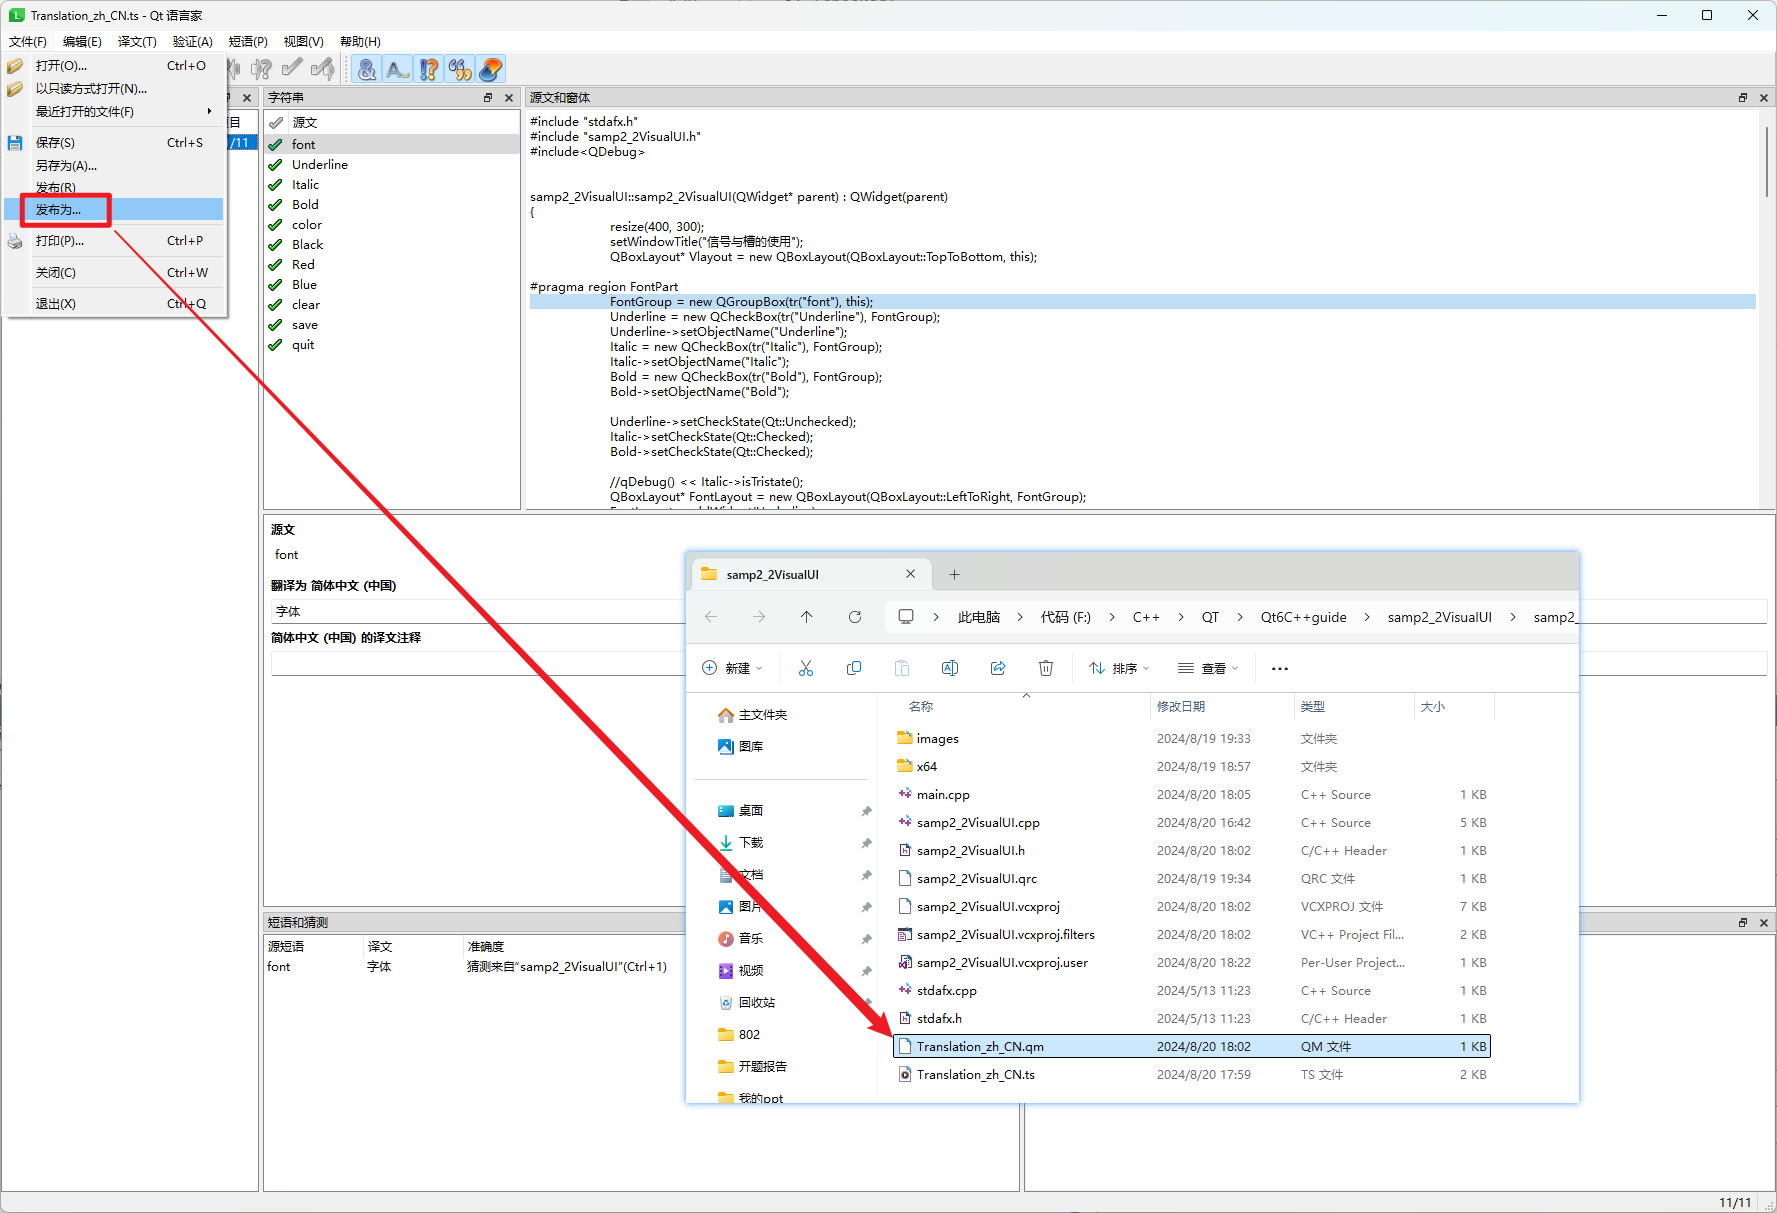 Translation_zh_CN.ts - Qt 语言家
文件(F) 编辑(E) 译文(T) 验证(A) 短语(P) 视图(V) 帮助(H)
打开(O)... Ctrl+O
以只读方式打开(N)...
最近打开的文件(F)
保存(S) Ctrl+S
另存为(A)...
发布(R)
发布为...
打印(P)... Ctrl+P
关闭(C) Ctrl+W
退出(X) Ctrl+Q
目
/11
字符串
源文
font
Underline
Italic
Bold
color
Black
Red
Blue
clear
save
quit
源文和窗体
#include "stdafx.h"
#include "samp2_2VisualUI.h"
#include<QDebug>
samp2_2VisualUI::samp2_2VisualUI(QWidget* parent) : QWidget(parent)
{
resize(400, 300);
setWindowTitle("信号与槽的使用");
QBoxLayout* Vlayout = new QBoxLayout(QBoxLayout::TopToBottom, this);
#pragma region FontPart
FontGroup = new QGroupBox(tr("font"), this);
Underline = new QCheckBox(tr("Underline"), FontGroup);
Underline->setObjectName("Underline");
Italic = new QCheckBox(tr("Italic"), FontGroup);
Italic->setObjectName("Italic");
Bold = new QCheckBox(tr("Bold"), FontGroup);
Bold->setObjectName("Bold");
Underline->setCheckState(Qt::Unchecked);
Italic->setCheckState(Qt::Checked);
Bold->setCheckState(Qt::Checked);
//qDebug() << Italic->isTristate();
QBoxLayout* FontLayout = new QBoxLayout(QBoxLayout::LeftToRight, FontGroup);
源文
font
翻译为 简体中文 (中国)
字体
简体中文 (中国) 的译文注释
短语和猜测
源短语 译文 准确度
font 字体 猜测来自“samp2_2VisualUI”(Ctrl+1)
samp2_2VisualUI
此电脑 代码 (F:) C++ QT Qt6C++guide samp2_2VisualUI samp2_
新建 排序 查看
主文件夹
图库
桌面
下载
文档
图片
音乐
视频
回收站
802
开题报告
我的ppt
名称 修改日期 类型 大小
images 2024/8/19 19:33 文件夹
x64 2024/8/19 18:57 文件夹
main.cpp 2024/8/20 18:05 C++ Source 1 KB
samp2_2VisualUI.cpp 2024/8/20 16:42 C++ Source 5 KB
samp2_2VisualUI.h 2024/8/20 18:02 C/C++ Header 1 KB
samp2_2VisualUI.qrc 2024/8/19 19:34 QRC 文件 1 KB
samp2_2VisualUI.vcxproj 2024/8/20 18:02 VCXPROJ 文件 7 KB
samp2_2VisualUI.vcxproj.filters 2024/8/20 18:02 VC++ Project Fil... 2 KB
samp2_2VisualUI.vcxproj.user 2024/8/20 18:22 Per-User Project... 1 KB
stdafx.cpp 2024/5/13 11:23 C++ Source 1 KB
stdafx.h 2024/5/13 11:23 C/C++ Header 1 KB
Translation_zh_CN.qm 2024/8/20 18:02 QM 文件 1 KB
Translation_zh_CN.ts 2024/8/20 17:59 TS 文件 2 KB
11/11